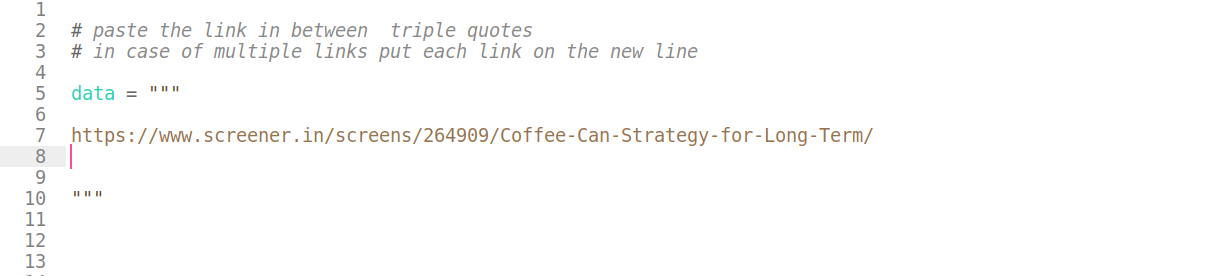 1
2 # paste the link in between  triple quotes
3 # in case of multiple links put each link on the new line
4
5 data = """
6
7 https://www.screener.in/screens/264909/Coffee-Can-Strategy-for-Long-Term/
8
9
10 """
11
12
13